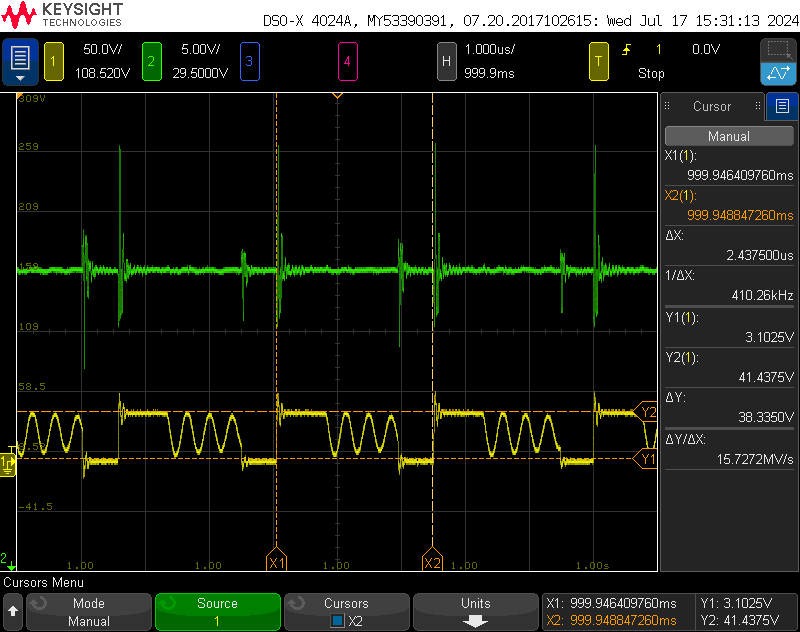 KEYSIGHT
TECHNOLOGIES
DSO-X 4024A, MY53390391, 07.20.2017102615: Wed Jul 17 15:31:13 2024
1 50.0V/ 2 5.00V/ 3 4 H 1.000us/ T 1 0.0V
108.520V 29.5000V 999.9ms Stop
309V
259
209
159
109
58.5
8.52
-41.5
1.00 1.00 1.00 1.00 1.00s
Y2
Y1
X1 X2
1
2
T
Cursor
Manual
X1(1):
999.946409760ms
X2(1):
999.948847260ms
ΔX:
2.437500us
1/ΔX:
410.26kHz
Y1(1):
3.1025V
Y2(1):
41.4375V
ΔY:
38.3350V
ΔY/ΔX:
15.7272MV/s
Cursors Menu
Mode
Manual
Source
1
Cursors
X2
Units
X1: 999.946409760ms
X2: 999.948847260ms
Y1: 3.1025V
Y2: 41.4375V